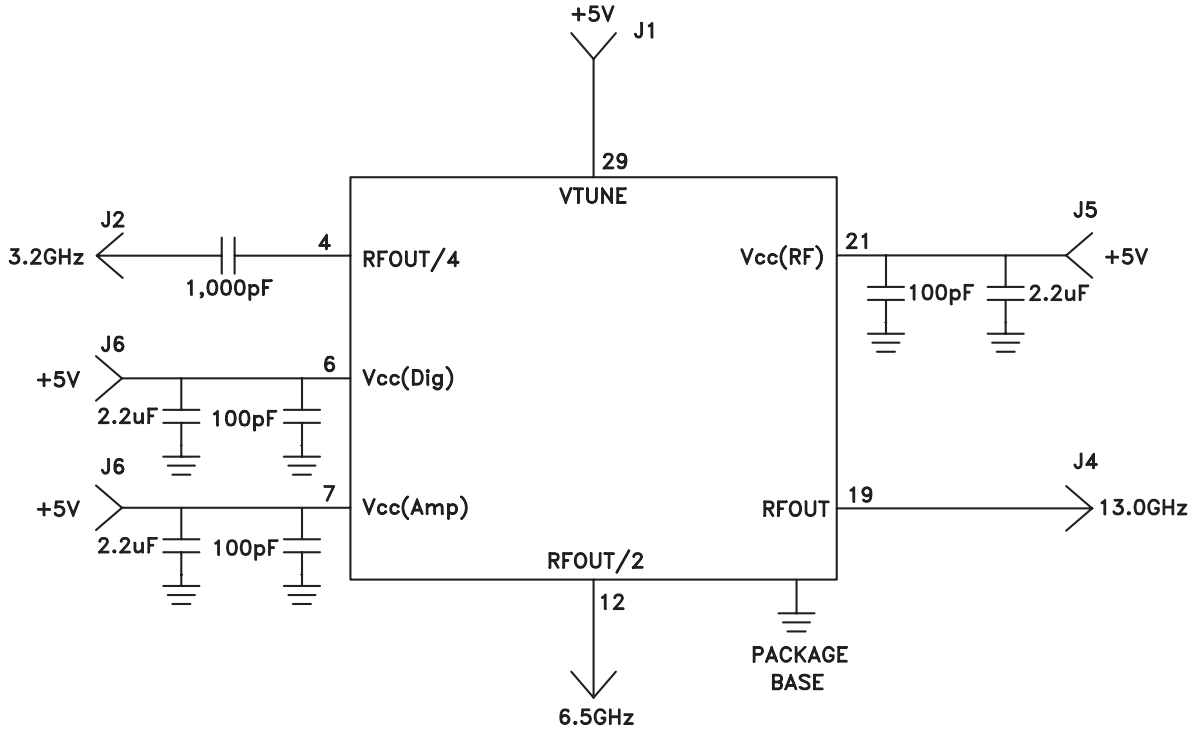 +5V
J1
29
VTUNE
J2
3.2GHz
1,000pF
4
RFOUT/4
J6
+5V
6
Vcc(Dig)
2.2uF
100pF
J6
+5V
7
Vcc(Amp)
2.2uF
100pF
Vcc(RF)
21
J5
+5V
100pF
2.2uF
RFOUT
19
J4
13.0GHz
RFOUT/2
12
6.5GHz
PACKAGE
BASE